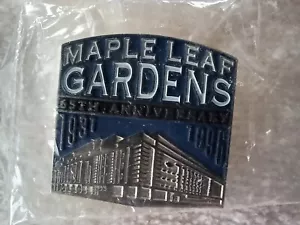 MAPLE LEAF
GARDENS
65TH ANNIVERSARY
1931 1996